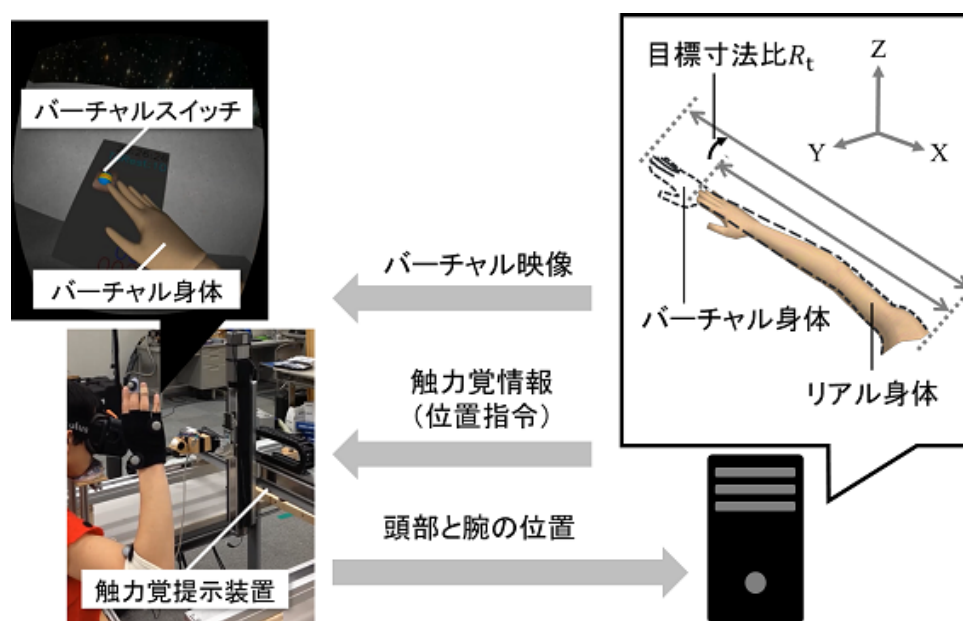 バーチャルスイッチ
バーチャル身体
バーチャル映像
触力覚情報
（位置指令）
頭部と腕の位置
触力覚提示装置
目標寸法比Rt
Z
Y
X
バーチャル身体
リアル身体